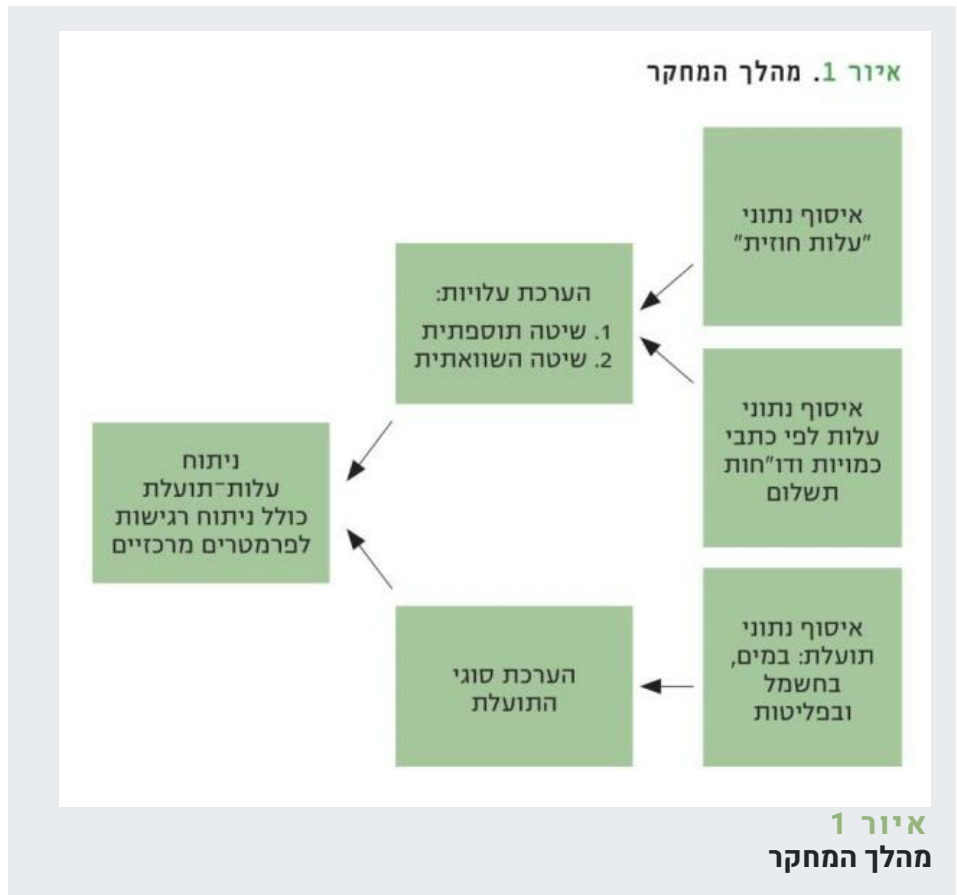 איור 1. מהלך המחקר
איסוף נתוני
"עלות חוזית"
איסוף נתוני
עלות לפי כתבי
כמויות ודו"חות
תשלום
איסוף נתוני
תועלת: במים,
בחשמל
ובפליטות
הערכת עלויות:
1. שיטה תוספתית
2. שיטה השוואתית
הערכת סוגי
התועלת
ניתוח
עלות־תועלת
כולל ניתוח רגישות
לפרמטרים מרכזיים
איור 1
מהלך המחקר